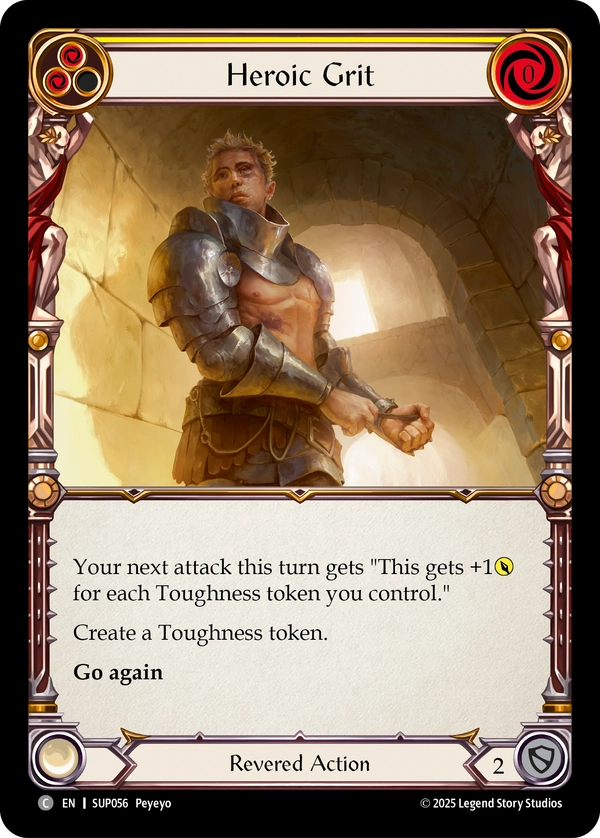 Heroic Grit
0
Your next attack this turn gets "This gets +1
for each Toughness token you control."
Create a Toughness token.
Go again
Revered Action
2
C EN | SUP056 Peyeyo
© 2025 Legend Story Studios